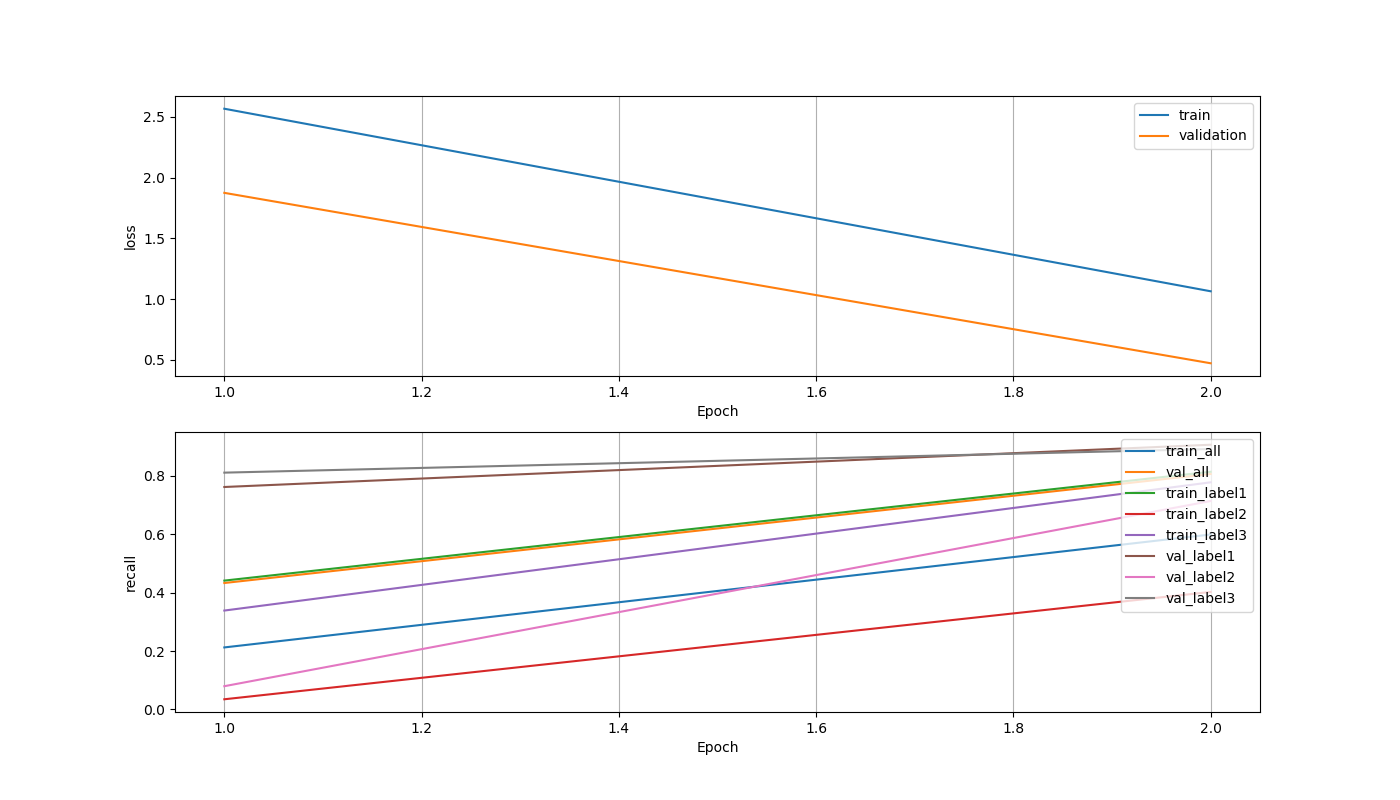 2.5
2.0
1.5
1.0
0.5
loss
train
validation
1.0 1.2 1.4 1.6 1.8 2.0
Epoch
0.8
0.6
0.4
0.2
0.0
recall
train_all
val_all
train_label1
train_label2
train_label3
val_label1
val_label2
val_label3
1.0 1.2 1.4 1.6 1.8 2.0
Epoch